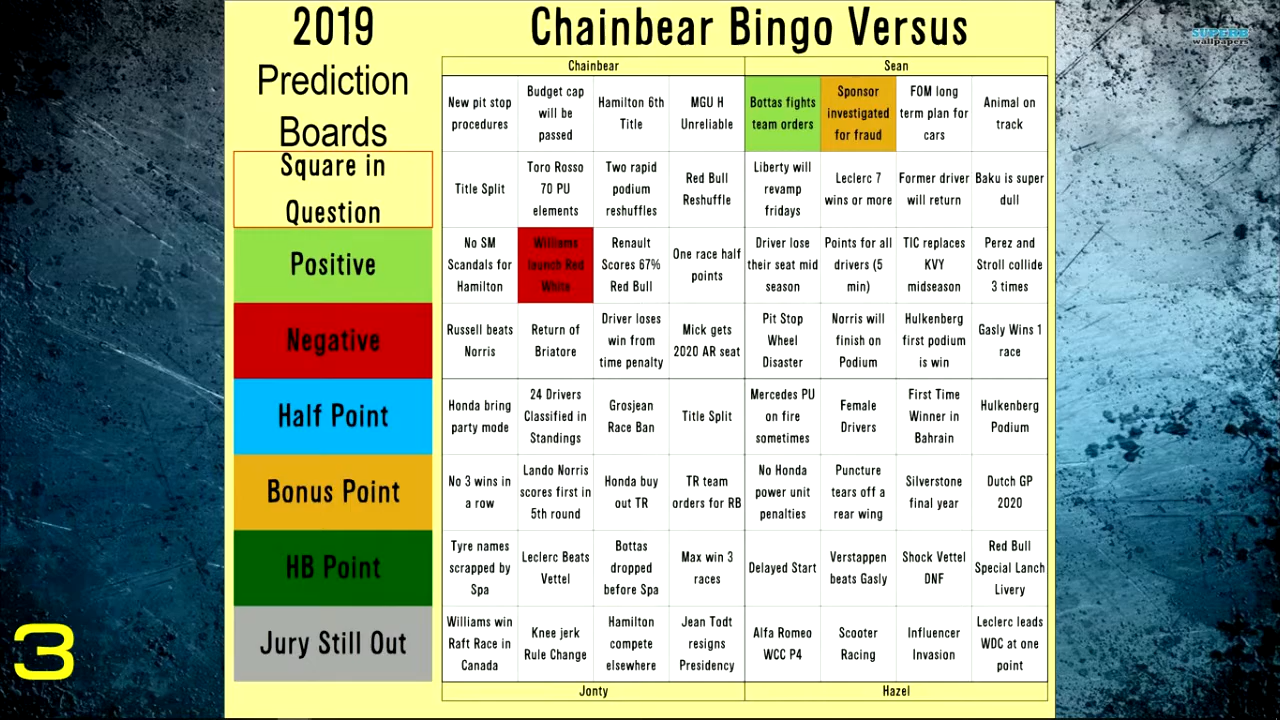 2019
Prediction
Boards
Square in
Question
Positive
Negative
Half Point
Bonus Point
HB Point
Jury Still Out
3
SUPERB
wallpapers
Chainbear Bingo Versus
Chainbear
Sean
New pit stop
procedures
Budget cap
will be
passed
Hamilton 6th
Title
MGU H
Unreliable
Bottas fights
team orders
Sponsor
investigated
for fraud
FOM long
term plan for
cars
Animal on
track
Title Split
Toro Rosso
70 PU
elements
Two rapid
podium
reshuffles
Red Bull
Reshuffle
Liberty will
revamp
fridays
Leclerc 7
wins or more
Former driver
will return
Baku is super
dull
No SM
Scandals for
Hamilton
Williams
launch Red
White
Renault
Scores 67%
Red Bull
One race half
points
Driver lose
their seat mid
season
Points for all
drivers (5
min)
TIC replaces
KVY
midseason
Perez and
Stroll collide
3 times
Russell beats
Norris
Return of
Briatore
Driver loses
win from
time penalty
Mick gets
2020 AR seat
Pit Stop
Wheel
Disaster
Norris will
finish on
Podium
Hulkenberg
first podium
is win
Gasly Wins 1
race
Honda bring
party mode
24 Drivers
Classified in
Standings
Grosjean
Race Ban
Title Split
Mercedes PU
on fire
sometimes
Female
Drivers
First Time
Winner in
Bahrain
Hulkenberg
Podium
No 3 wins in
a row
Lando Norris
scores first in
5th round
Honda buy
out TR
TR team
orders for RB
No Honda
power unit
penalties
Puncture
tears off a
rear wing
Silverstone
final year
Dutch GP
2020
Tyre names
scrapped by
Spa
Leclerc Beats
Vettel
Bottas
dropped
before Spa
Max win 3
races
Delayed Start
Verstappen
beats Gasly
Shock Vettel
DNF
Red Bull
Special Lanch
Livery
Williams win
Raft Race in
Canada
Knee jerk
Rule Change
Hamilton
compete
elsewhere
Jean Todt
resigns
Presidency
Alfa Romeo
WCC P4
Scooter
Racing
Influencer
Invasion
Leclerc leads
WDC at one
point
Jonty
Hazel